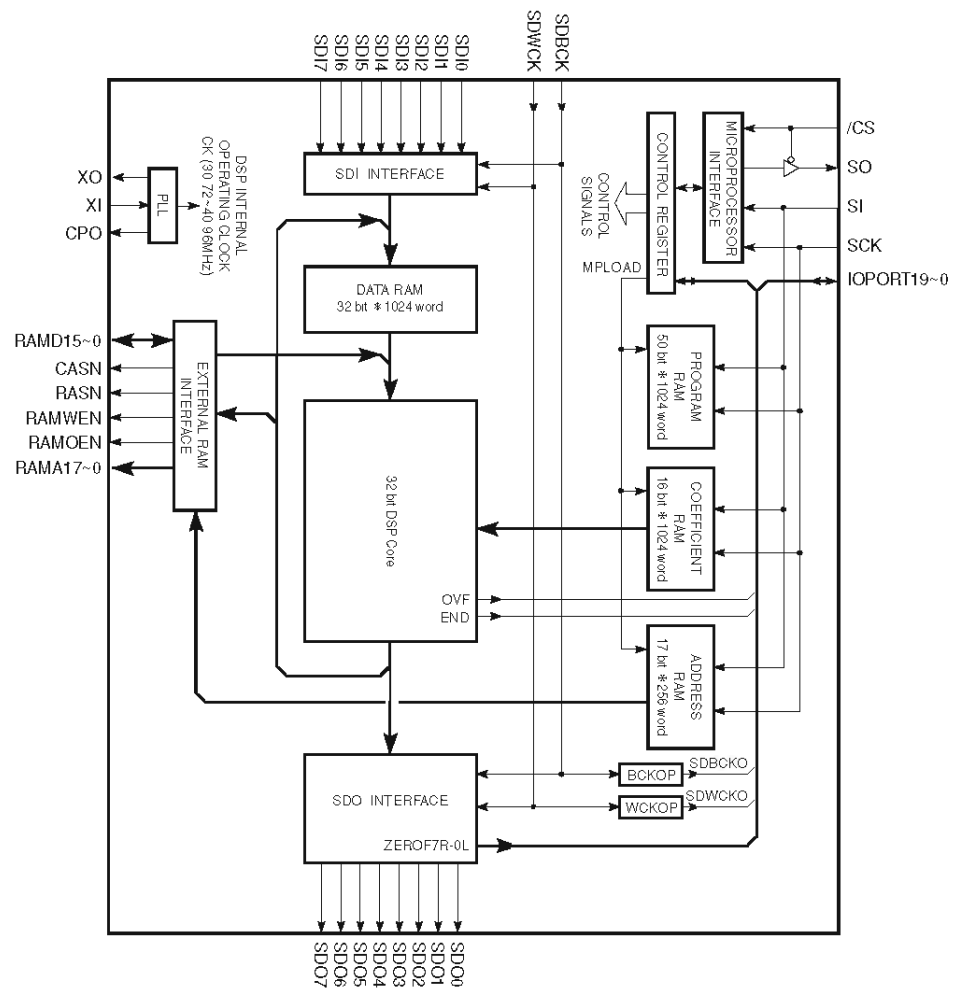 SDI7
SDI6
SDI5
SDI4
SDI3
SDI2
SDI1
SDI0
SDWCK
SDBCK
/CS
SO
SI
SCK
IOPORT19~0
MICROPROCESSOR
INTERFACE
CONTROL REGISTER
CONTROL
SIGNALS
MPLOAD
SDI INTERFACE
DSP INTERNAL
OPERATING CLOCK
CK (30 72~40 96MHz)
XO
XI
CPO
PLL
DATA RAM
32 bit * 1024 word
RAMD15~0
CASN
RASN
RAMWEN
RAMOEN
RAMA17~0
EXTERNAL RAM
INTERFACE
PROGRAM
RAM
50 bit * 1024 word
32 bit DSP Core
COEFFICIENT
RAM
16 bit * 1024 word
OVF
END
ADDRESS
RAM
17 bit * 256 word
SDO INTERFACE
ZEROF7R-0L
BCKOP
SDBCKO
WCKOP
SDWCKO
SDO7
SDO6
SDO5
SDO4
SDO3
SDO2
SDO1
SDO0